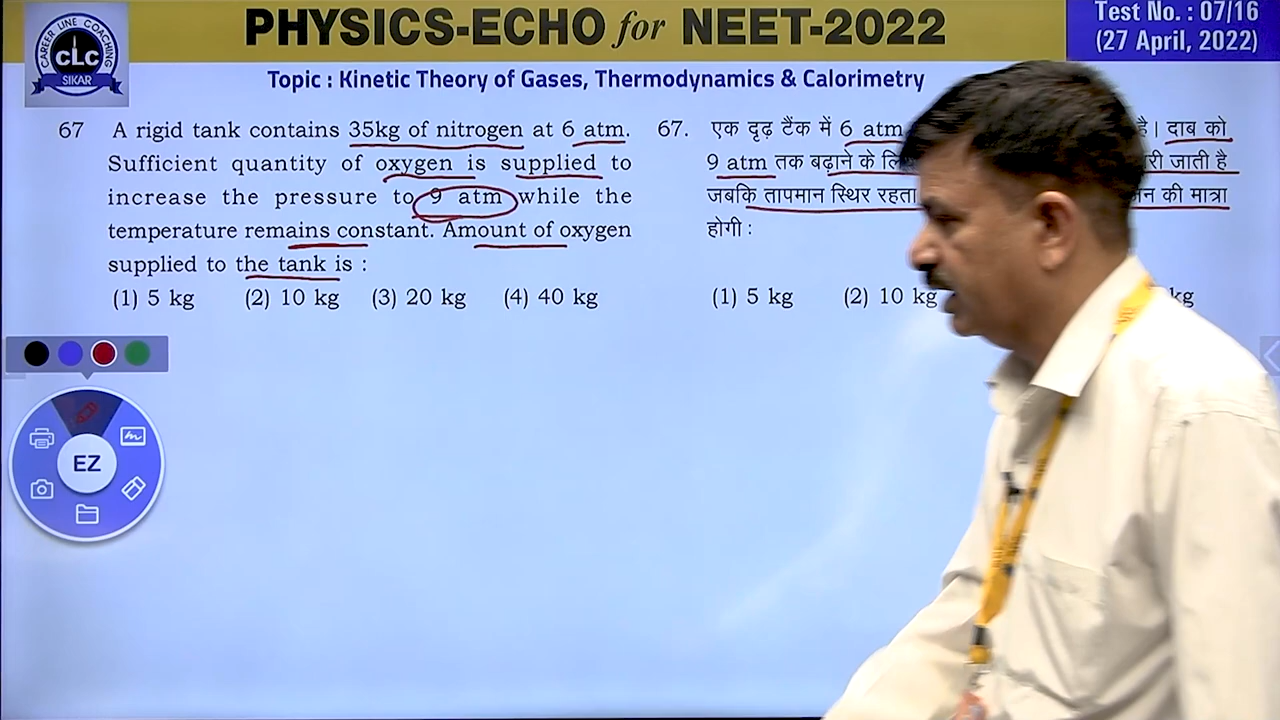 PHYSICS-ECHO for NEET-2022
Test No. : 07/16
(27 April, 2022)
CAREER LINE COACHING
CLC
SIKAR
Topic : Kinetic Theory of Gases, Thermodynamics & Calorimetry
67 A rigid tank contains 35kg of nitrogen at 6 atm.
Sufficient quantity of oxygen is supplied to
increase the pressure to 9 atm while the
temperature remains constant. Amount of oxygen
supplied to the tank is :
(1) 5 kg (2) 10 kg (3) 20 kg (4) 40 kg
67. एक दृढ़ टैंक में 6 atm है। दाब को
9 atm तक बढ़ाने के जाती है
जबकि तापमान स्थिर रहता की मात्रा
होगी :
(1) 5 kg (2) 10 kg kg
EZ